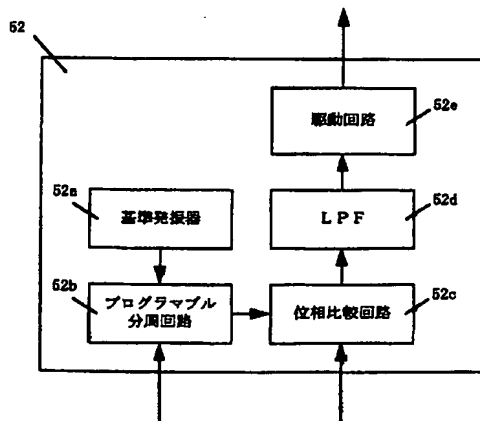 52
駆動回路
52e
LPF
52d
52a
基準発振器
52b
プログラマブル
分周回路
位相比較回路
52c